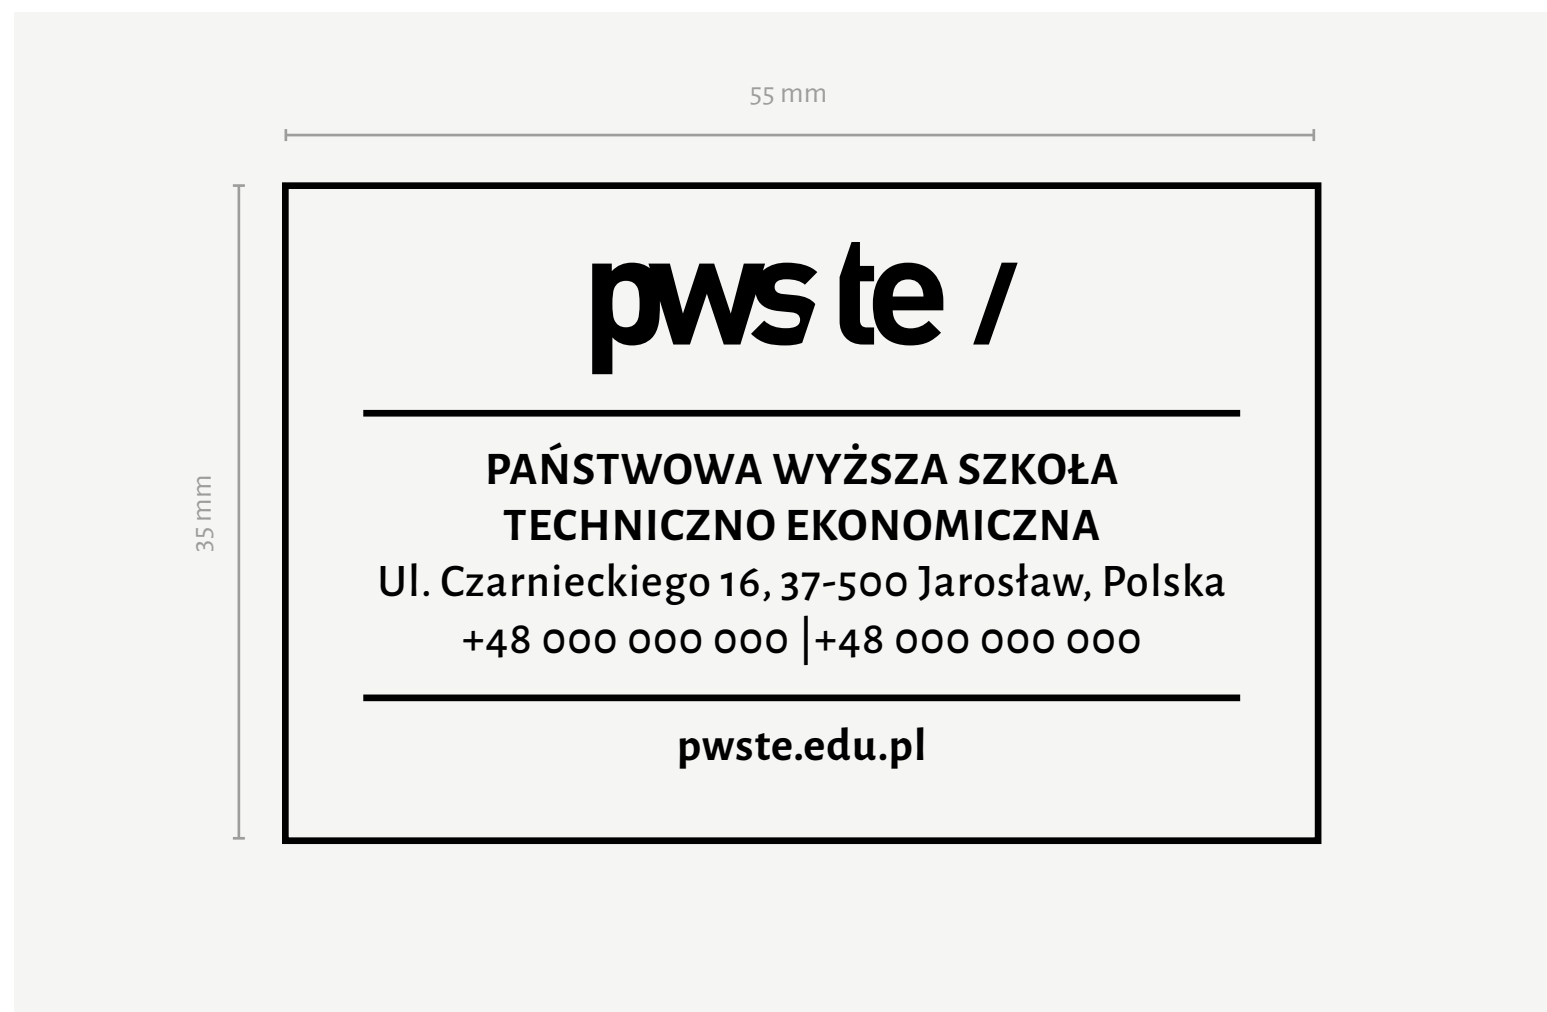 55 mm
35 mm
pwste /
PAŃSTWOWA WYŻSZA SZKOŁA
TECHNICZNO EKONOMICZNA
Ul. Czarnieckiego 16, 37-500 Jarosław, Polska
+48 000 000 000 |+48 000 000 000
pwste.edu.pl